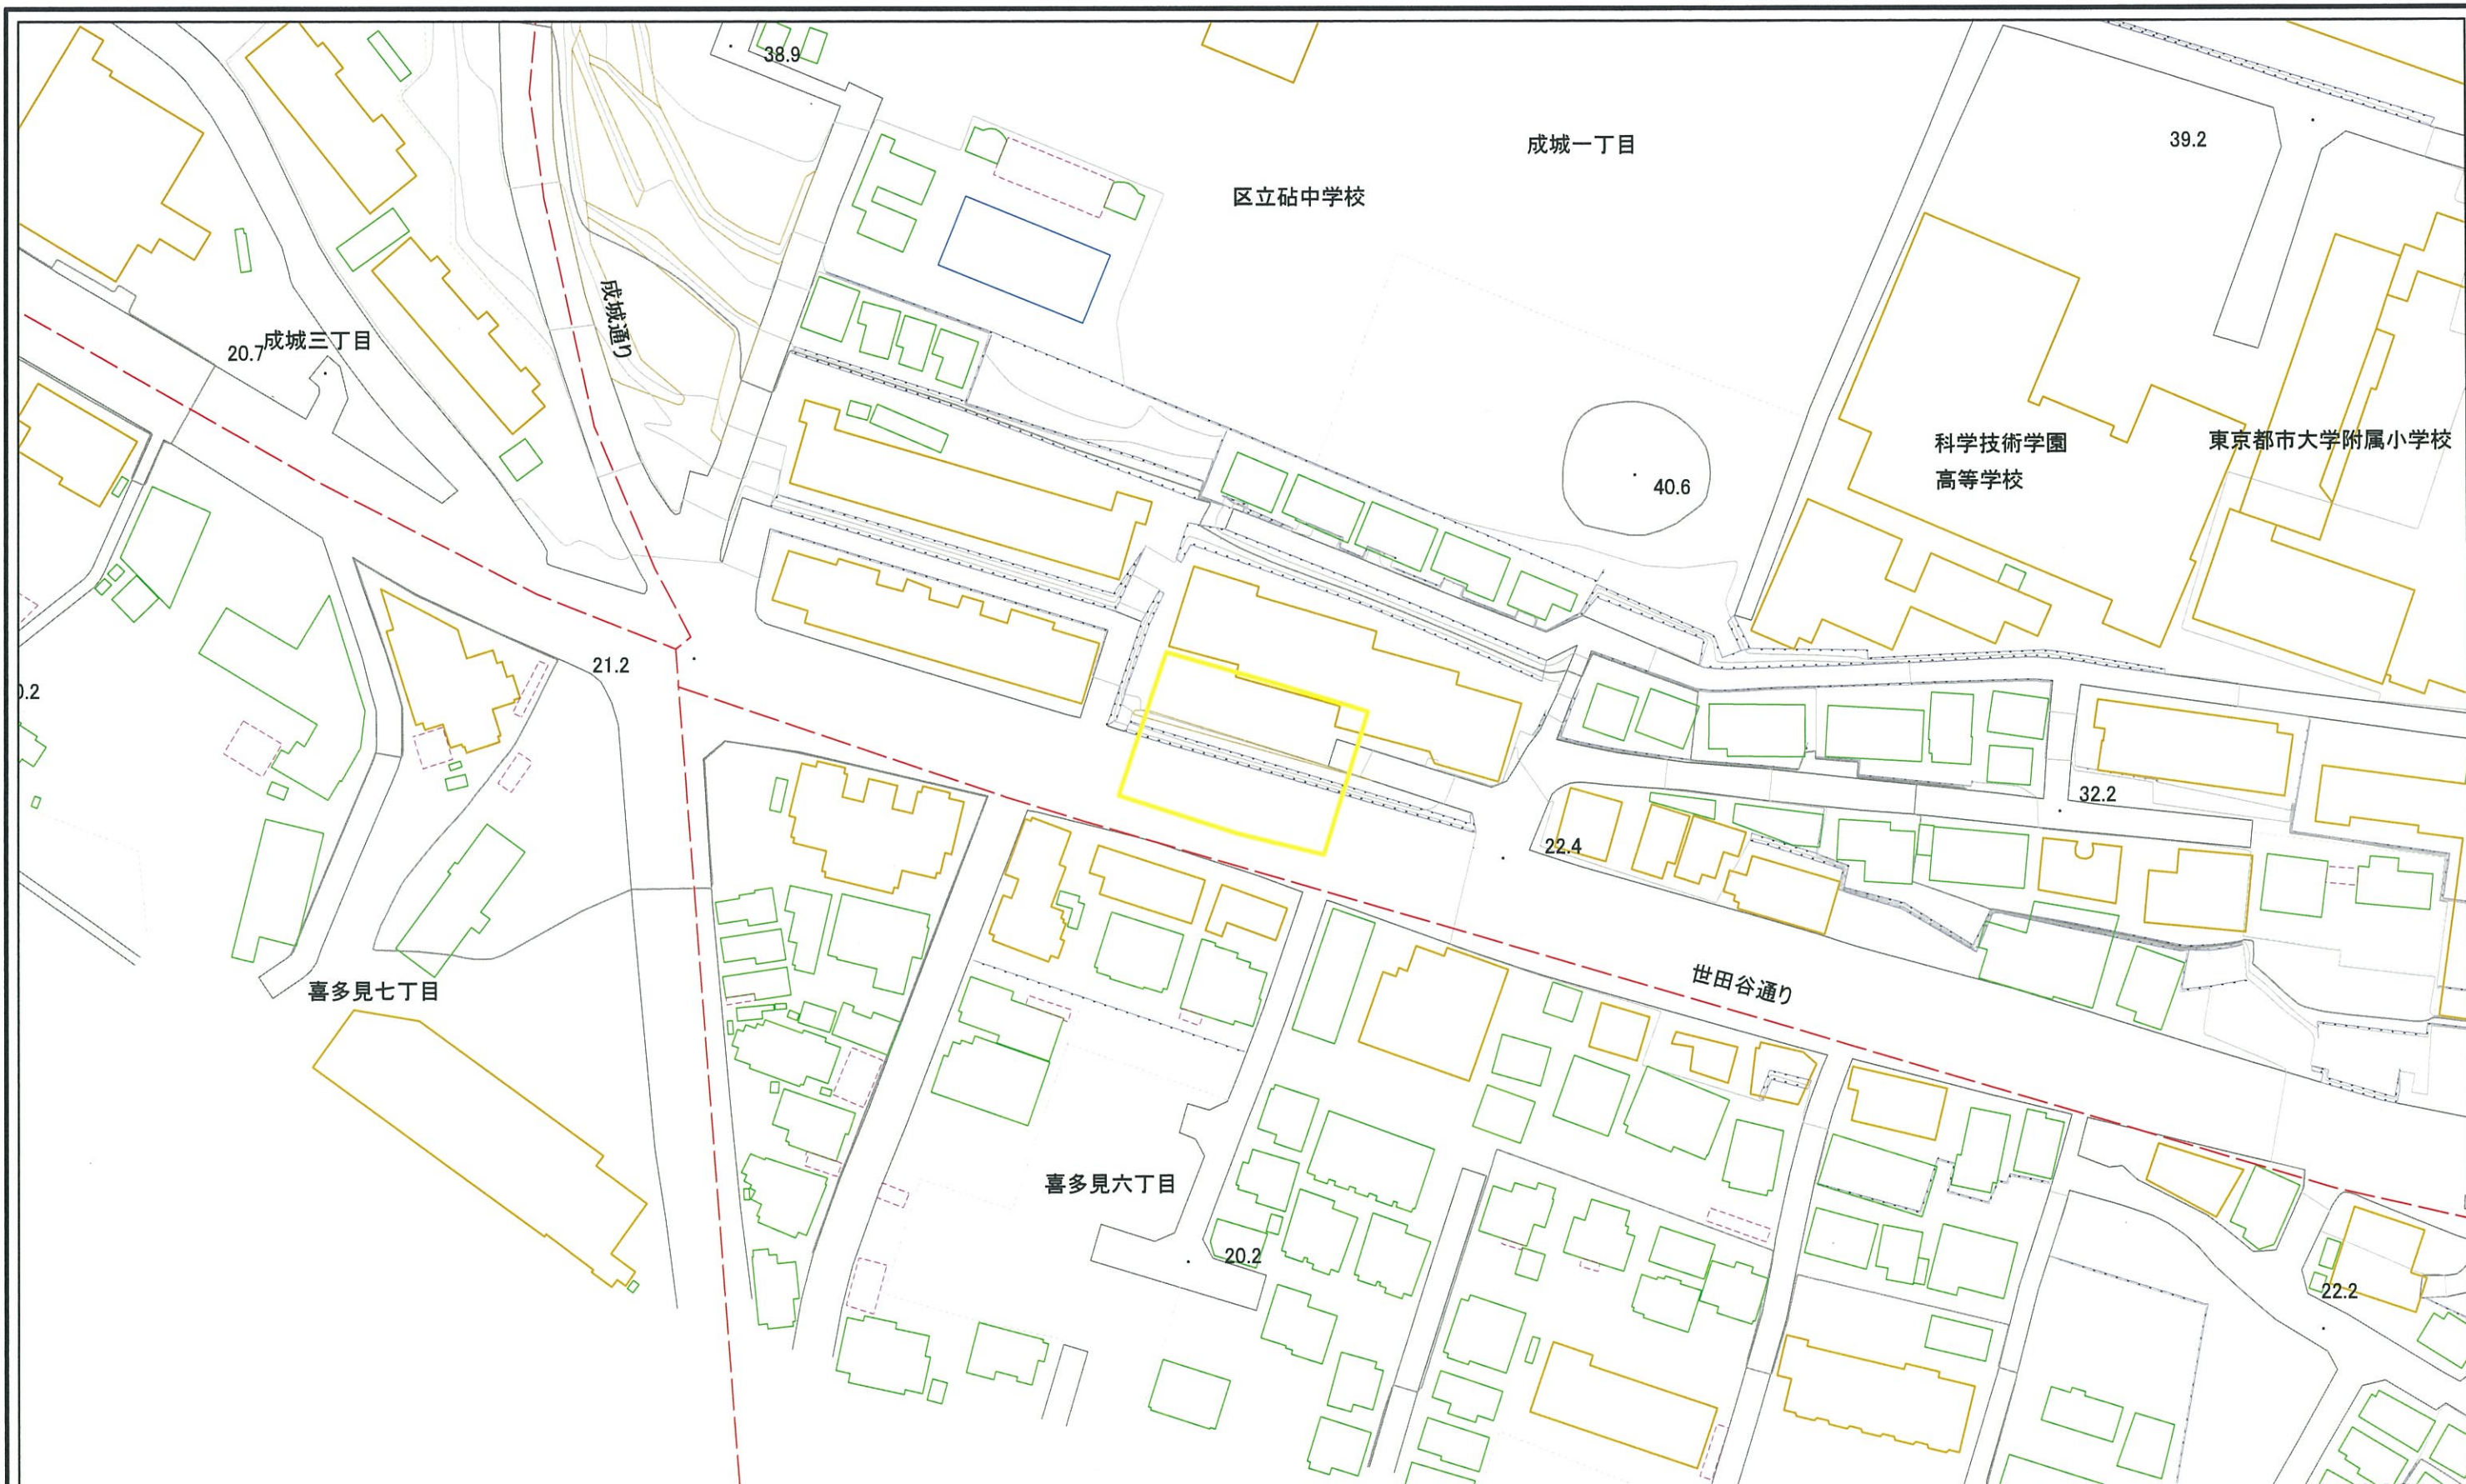 38.9
成城一丁目
39.2
区立砧中学校
成城通り
成城三丁目
20.7
科学技術学園
高等学校
東京都市大学附属小学校
40.6
21.2
0.2
32.2
22.4
世田谷通り
喜多見七丁目
喜多見六丁目
20.2
22.2